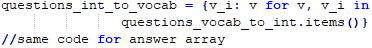 questions_int_to_vocab = {v_i: v for v, v_i in
questions_vocab_to_int.items()}
//same code for answer array